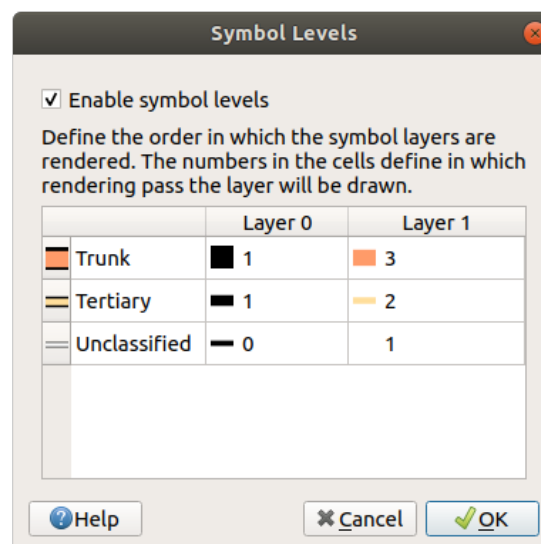 Symbol Levels
Enable symbol levels
Define the order in which the symbol layers are
rendered. The numbers in the cells define in which
rendering pass the layer will be drawn.
Layer 0 Layer 1
Trunk 1 3
Tertiary 1 2
Unclassified 0 1
Help Cancel OK